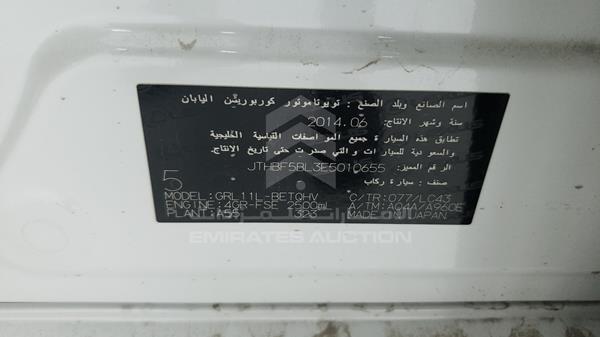 اسم الصانع وبلد الصنع : تويوتاموتور كوربوريشن اليابان
سنة وشهر الانتاج: 2014.06
تطابق هذه السيارة جميع المواصفات القياسية الخليجية
والسعودية للسيارات والتي صدرت حتى تاريخ الانتاج.
الرقم المميز: JTHBF5BL3E5010655
صنف : سيارة ركاب
5
MODEL:GRL11L-BETQHV C/TR:077/LC43
ENGINE:4GR-FSE 2500mL A/TM:A04A/A960E
PLANT:A55 1323 MADE IN JAPAN
EMIRATES AUCTION